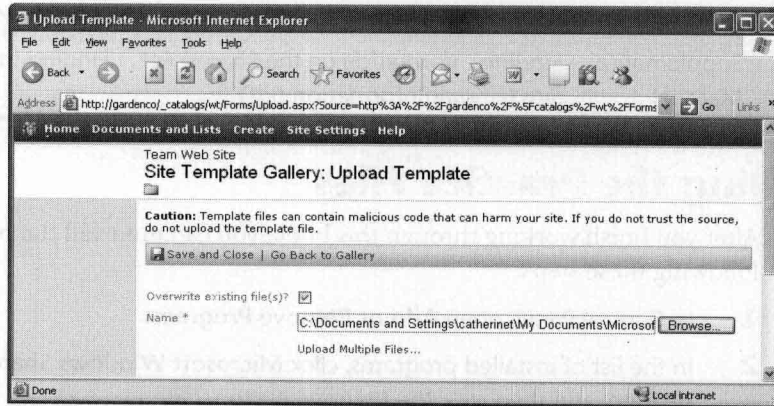 Upload Template - Microsoft Internet Explorer
File Edit View Favorites Tools Help
Back Search Favorites
Address http://gardenco/_catalogs/wt/Forms/Upload.aspx?Source=http%3A%2F%2Fgardenco%2F%5Fcatalogs%2Fwt%2FForms Go Links »
Home Documents and Lists Create Site Settings Help
Team Web Site
Site Template Gallery: Upload Template
Caution: Template files can contain malicious code that can harm your site. If you do not trust the source,
do not upload the template file.
Save and Close | Go Back to Gallery
Overwrite existing file(s)?
Name *
C:\Documents and Settings\catherinet\My Documents\Microsof Browse...
Upload Multiple Files...
Done Local intranet